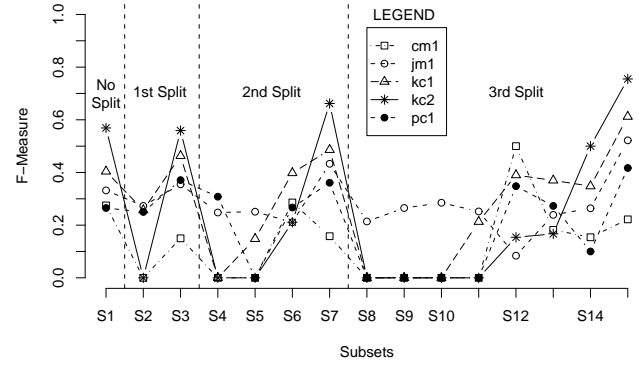 LEGEND
cm1
jm1
kc1
kc2
pc1
No
Split
1st Split
2nd Split
3rd Split
F−Measure
1.0
0.8
0.6
0.4
0.2
0.0
S1 S2 S3 S4 S5 S6 S7 S8 S9 S10 S12 S14
Subsets